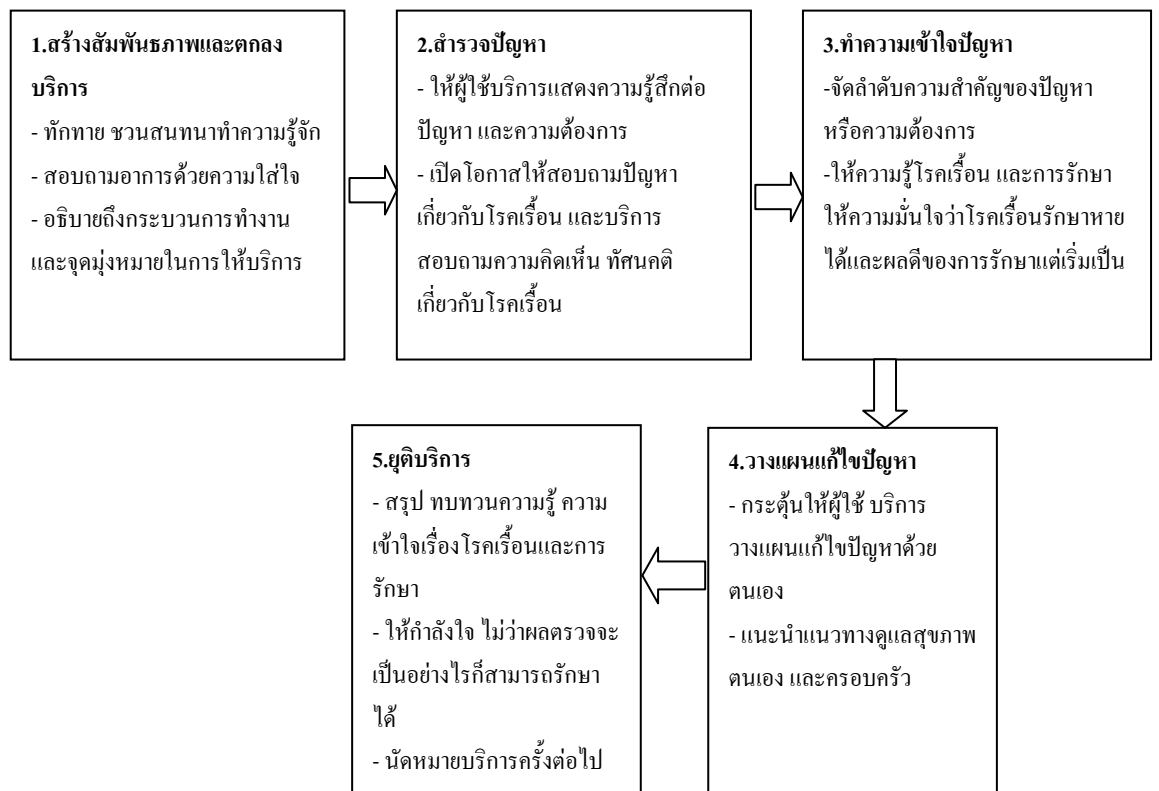 1.สร้างสัมพันธภาพและตกลง
บริการ
- ทักทาย ชวนสนทนาทำความรู้จัก
- สอบถามอาการด้วยความใส่ใจ
- อธิบายถึงกระบวนการทำงาน
และจุดมุ่งหมายในการให้บริการ
2.สำรวจปัญหา
- ให้ผู้ใช้บริการแสดงความรู้สึกต่อ
ปัญหา และความต้องการ
- เปิดโอกาสให้สอบถามปัญหา
เกี่ยวกับโรคเรื้อน และบริการ
สอบถามความคิดเห็น ทัศนคติ
เกี่ยวกับโรคเรื้อน
3.ทำความเข้าใจปัญหา
-จัดลำดับความสำคัญของปัญหา
หรือความต้องการ
-ให้ความรู้โรคเรื้อน และการรักษา
ให้ความมั่นใจว่าโรคเรื้อนรักษาหาย
ได้และผลดีของการรักษาแต่เริ่มเป็น
4.วางแผนแก้ไขปัญหา
- กระตุ้นให้ผู้ใช้ บริการ
วางแผนแก้ไขปัญหาด้วย
ตนเอง
- แนะนำแนวทางดูแลสุขภาพ
ตนเอง และครอบครัว
5.ยุติบริการ
- สรุป ทบทวนความรู้ ความ
เข้าใจเรื่องโรคเรื้อนและการ
รักษา
- ให้กำลังใจ ไม่ว่าผลตรวจจะ
เป็นอย่างไรก็สามารถรักษา
ได้
- นัดหมายบริการครั้งต่อไป